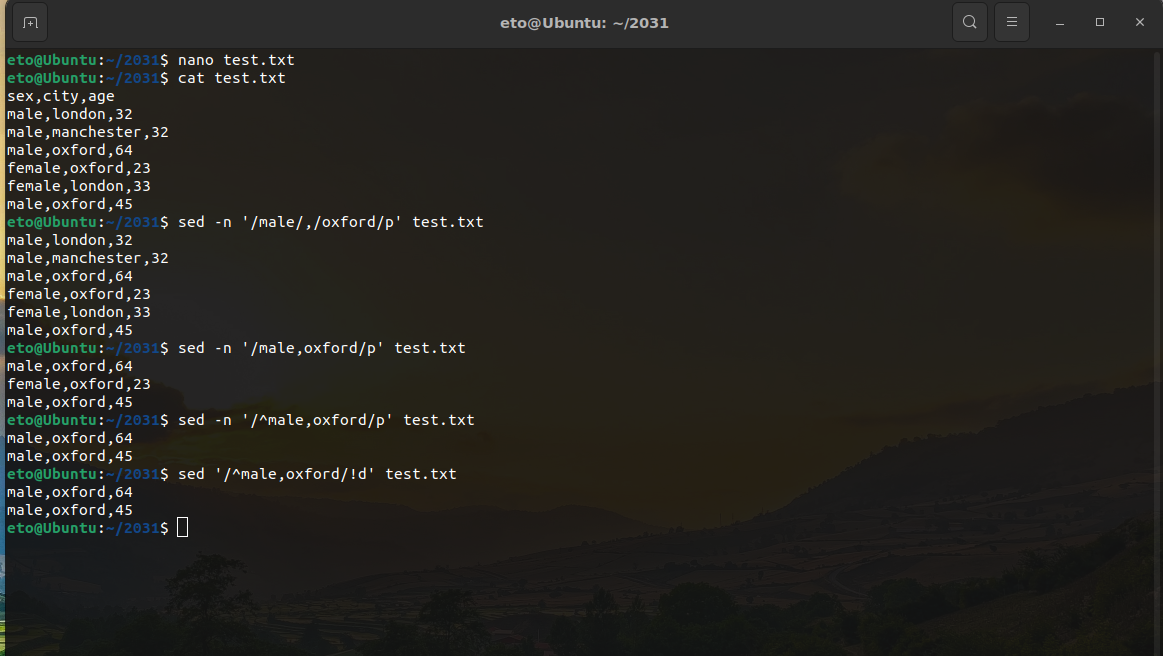 eto@Ubuntu: ~/2031
eto@Ubuntu:~/2031$ nano test.txt
eto@Ubuntu:~/2031$ cat test.txt
sex,city,age
male,london,32
male,manchester,32
male,oxford,64
female,oxford,23
female,london,33
male,oxford,45
eto@Ubuntu:~/2031$ sed -n '/male/,/oxford/p' test.txt
male,london,32
male,manchester,32
male,oxford,64
female,oxford,23
female,london,33
male,oxford,45
eto@Ubuntu:~/2031$ sed -n '/male,oxford/p' test.txt
male,oxford,64
female,oxford,23
male,oxford,45
eto@Ubuntu:~/2031$ sed -n '/^male,oxford/p' test.txt
male,oxford,64
male,oxford,45
eto@Ubuntu:~/2031$ sed '/^male,oxford/!d' test.txt
male,oxford,64
male,oxford,45
eto@Ubuntu:~/2031$